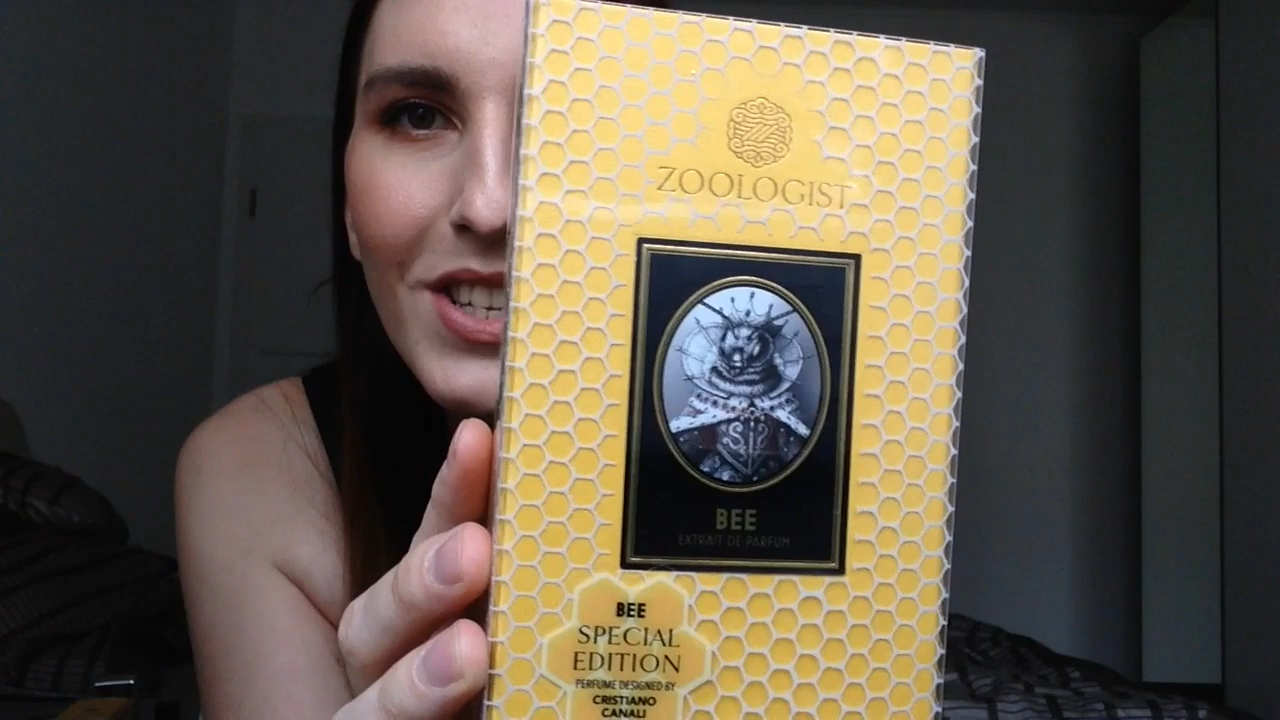 ZOOLOGIST
BEE
EXTRAIT DE PARFUM
BEE
SPECIAL
EDITION
PERFUME DESIGNED BY
CRISTIANO
CANALI